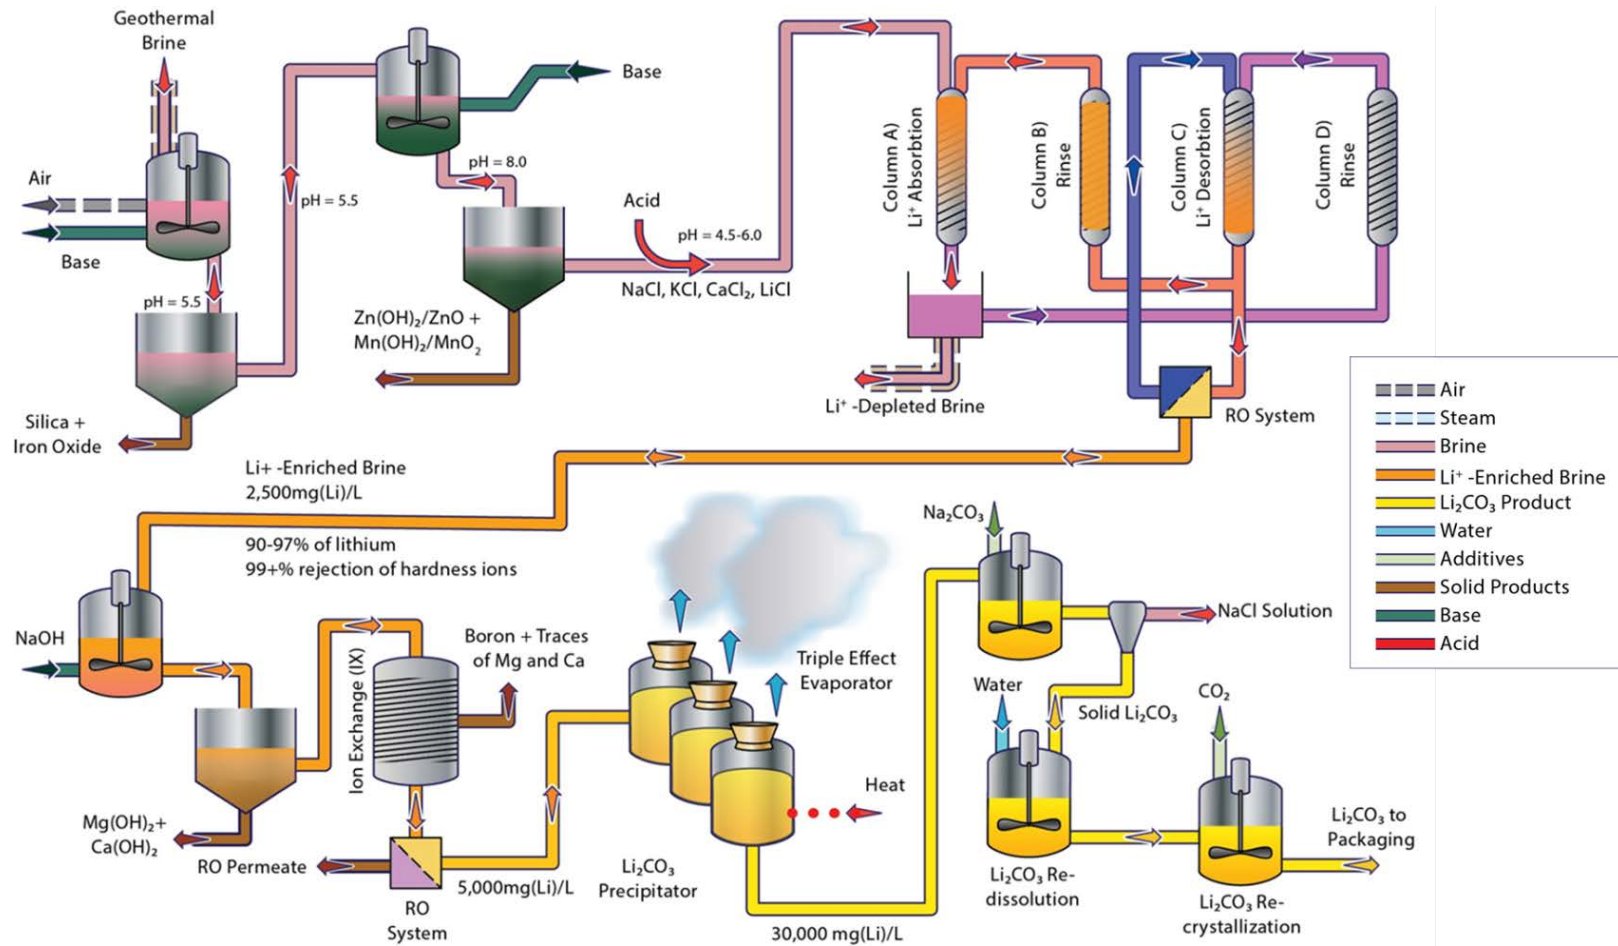 Geothermal
Brine
Air
Base
pH = 5.5
Silica +
Iron Oxide
pH = 5.5
Base
pH = 8.0
Zn(OH)₂/ZnO +
Mn(OH)₂/MnO₂
Acid
pH = 4.5-6.0
NaCl, KCl, CaCl₂, LiCl
Column A)
Li⁺ Absorbtion
Column B)
Rinse
Column C)
Li⁺ Desorbtion
Column D)
Rinse
Li⁺ -Depleted Brine
RO System
Air
Steam
Brine
Li⁺ -Enriched Brine
Li₂CO₃ Product
Water
Additives
Solid Products
Base
Acid
Li+ -Enriched Brine
2,500mg(Li)/L
90-97% of lithium
99+% rejection of hardness ions
NaOH
Mg(OH)₂+
Ca(OH)₂
Ion Exchange (IX)
Boron + Traces
of Mg and Ca
RO Permeate
RO
System
5,000mg(Li)/L
Li₂CO₃
Precipitator
Triple Effect
Evaporator
Heat
30,000 mg(Li)/L
Na₂CO₃
NaCl Solution
Water
Solid Li₂CO₃
CO₂
Li₂CO₃ Re-
dissolution
Li₂CO₃ Re-
crystallization
Li₂CO₃ to
Packaging